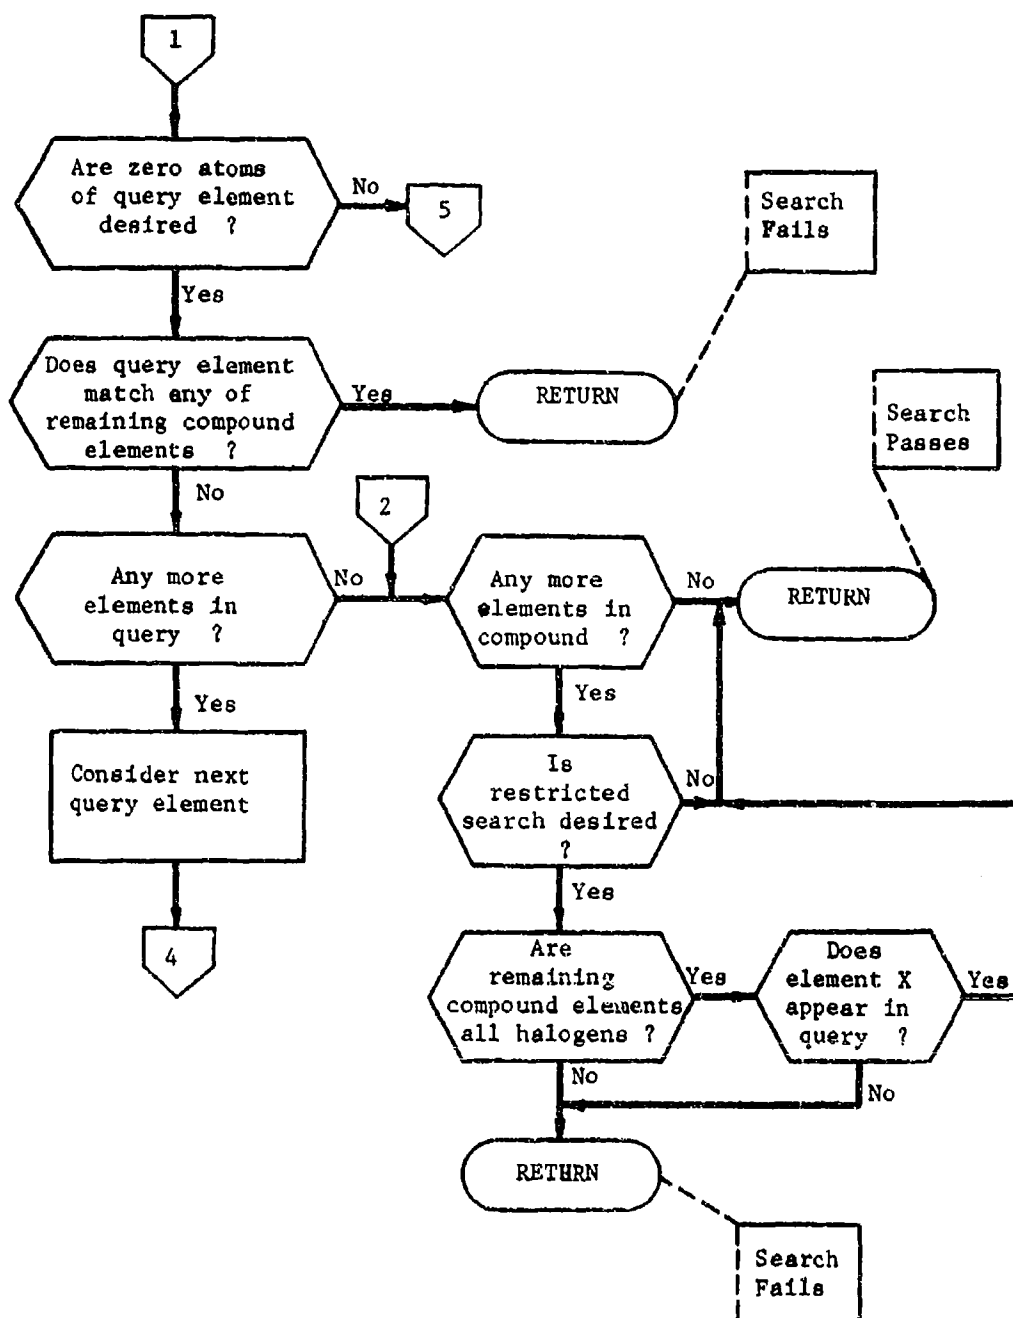 1
Are zero atoms
of query element
desired ?
No
5
Yes
Search
Fails
Does query element
match any of
remaining compound
elements ?
Yes
RETURN
Search
Passes
No
2
Any more
elements in
query ?
No
Any more
elements in
compound ?
No
RETURN
Yes
Yes
Consider next
query element
Is
restricted
search desired
?
No
Yes
4
Are
remaining
compound elements
all halogens ?
Yes
Does
element X
appear in
query ?
Yes
No
No
RETURN
Search
Fails